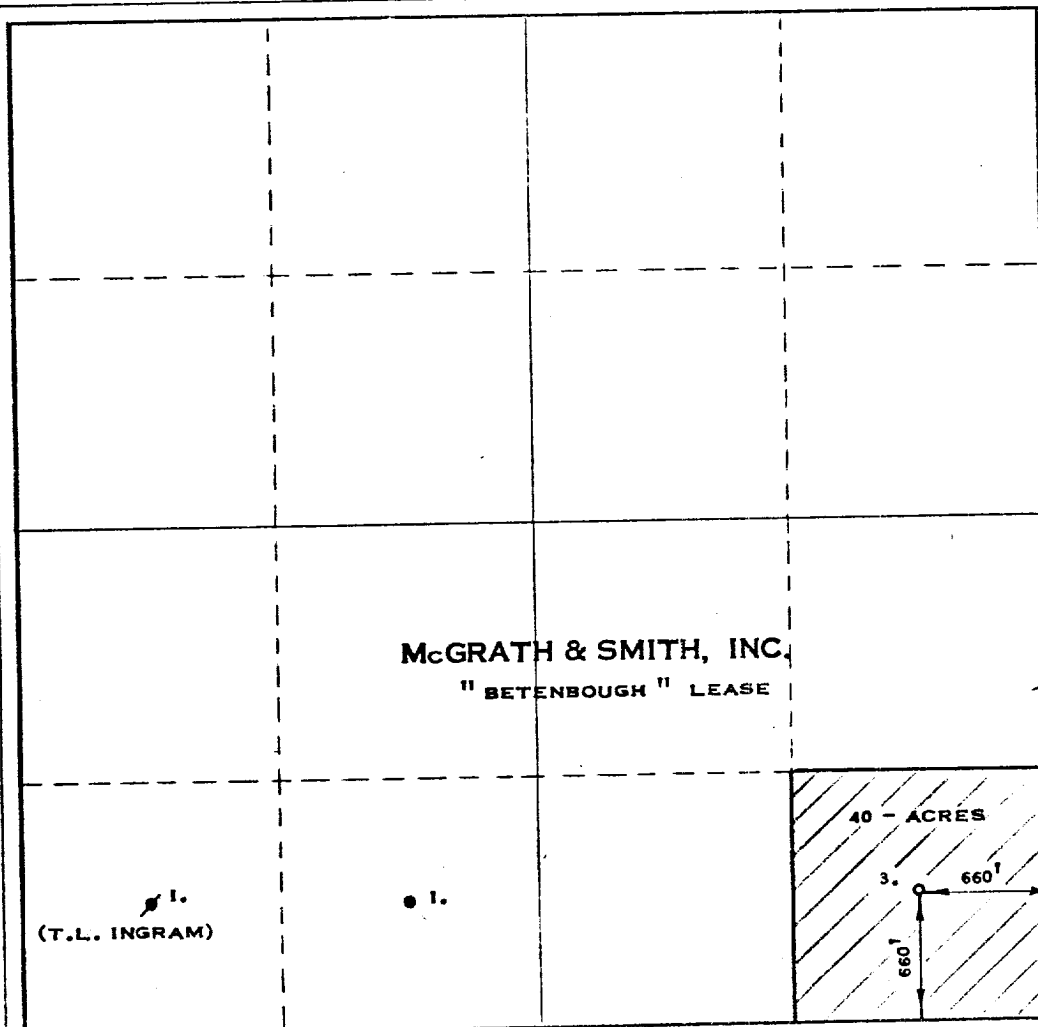 McGRATH & SMITH, INC.
" BETENBOUGH " LEASE
40 - ACRES
3.
660'
660'
1.
(T.L. INGRAM)
1.